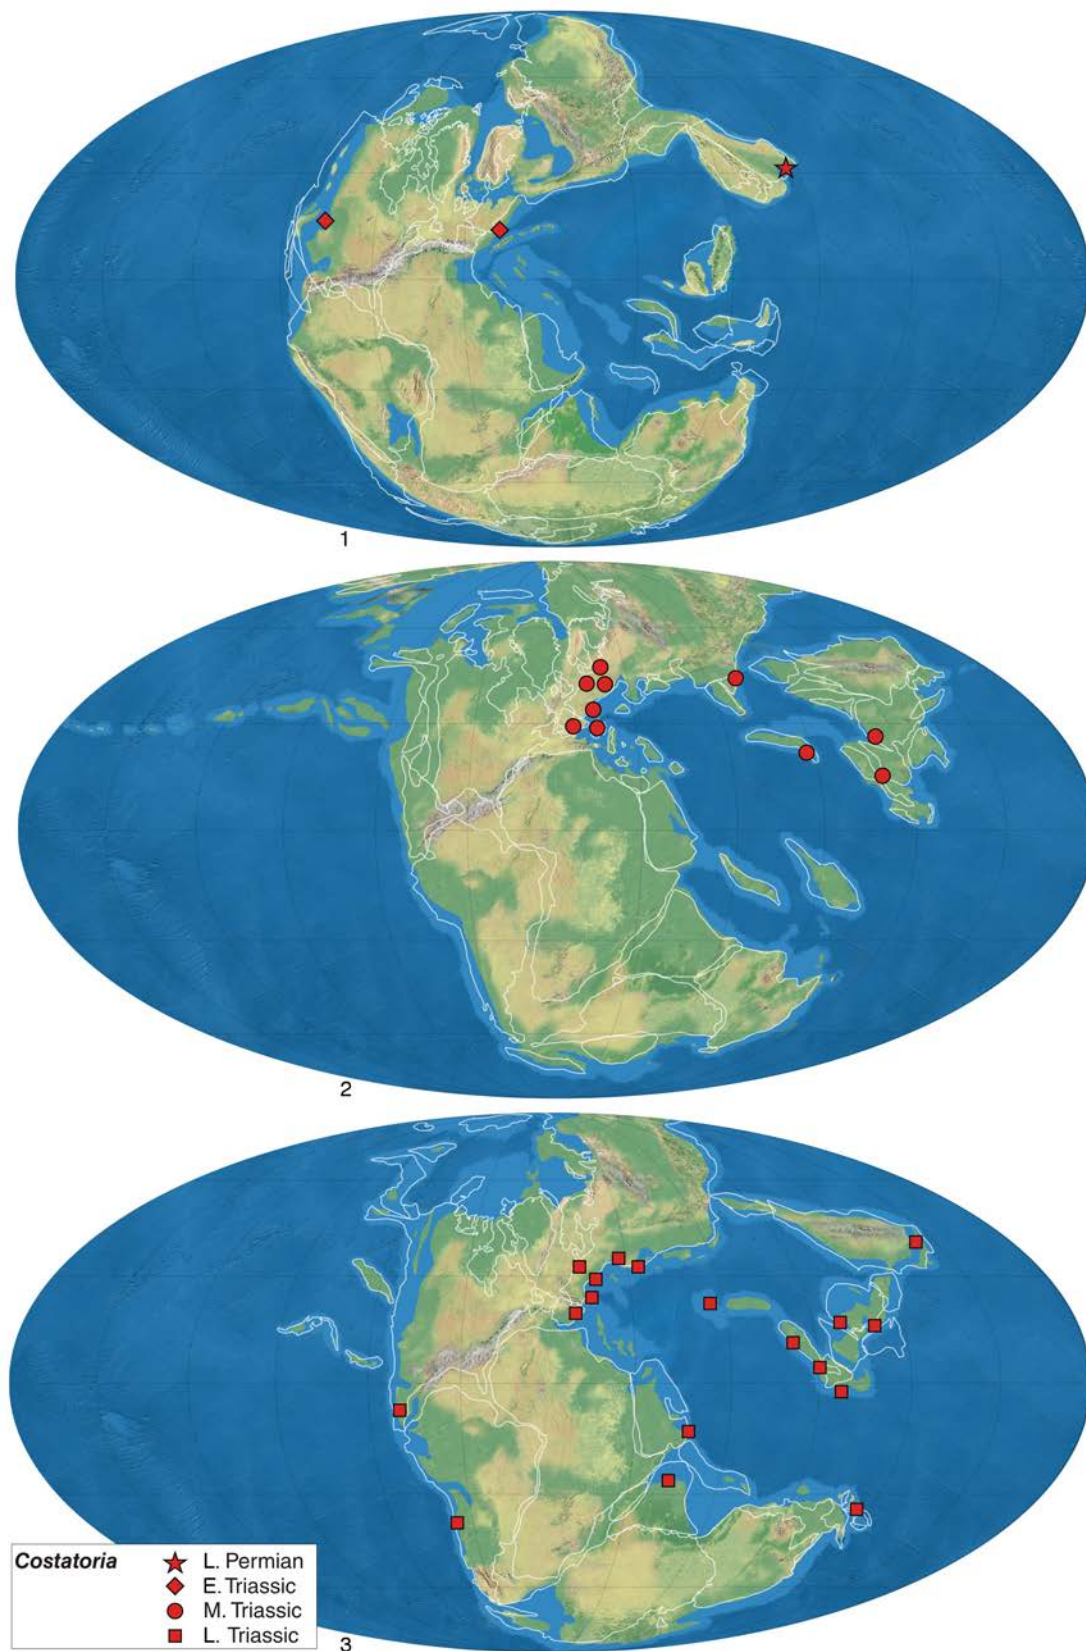 1
2
Costatoria
L. Permian
E. Triassic
M. Triassic
L. Triassic
3